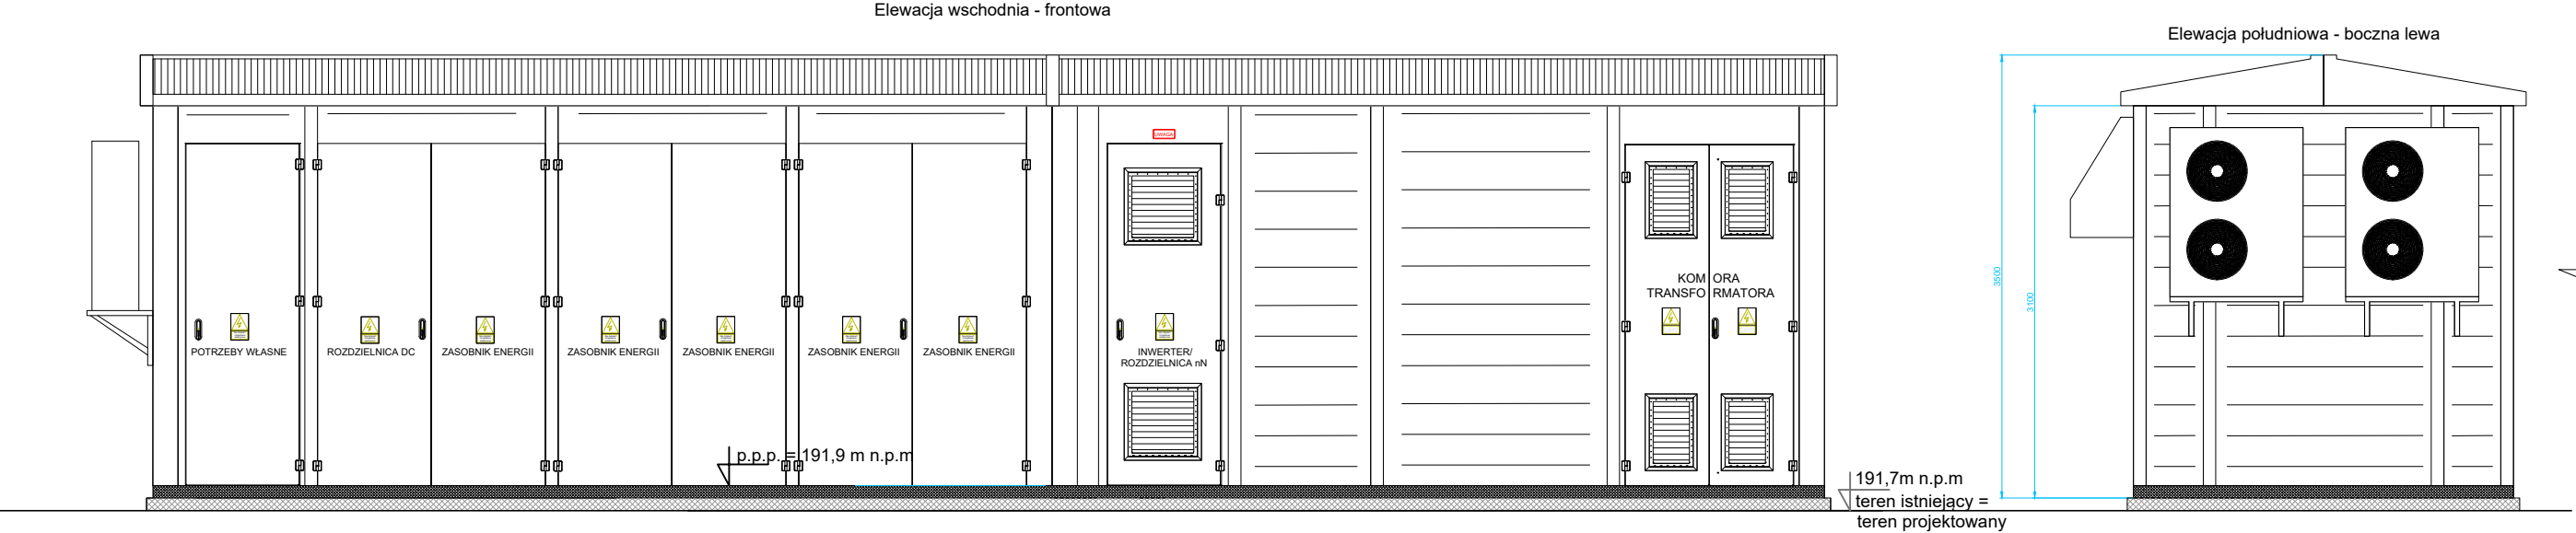 Elewacja wschodnia - frontowa
Elewacja południowa - boczna lewa
UWAGA
POTRZEBY WŁASNE
ROZDZIELNICA DC
ZASOBNIK ENERGII
ZASOBNIK ENERGII
ZASOBNIK ENERGII
ZASOBNIK ENERGII
ZASOBNIK ENERGII
INWERTER/
ROZDZIELNICA nN
KOM ORA
TRANSFO RMATORA
p.p.p. = 191,9 m n.p.m
191,7m n.p.m
teren istniejący =
teren projektowany
3500
3100